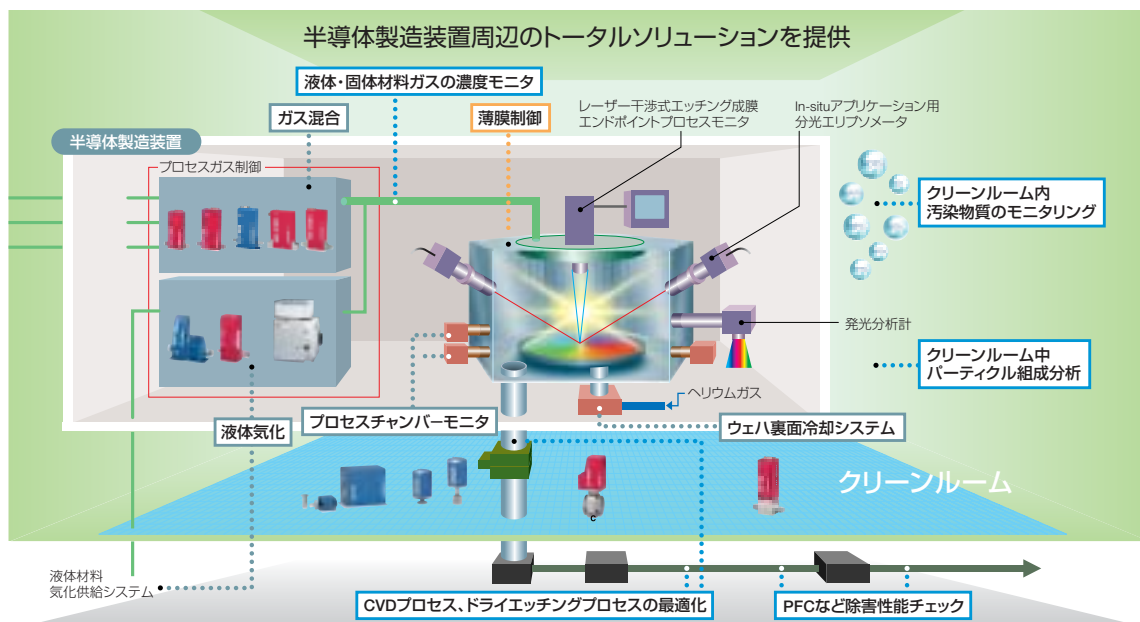 半導体製造装置周辺のトータルソリューションを提供
液体・固体材料ガスの濃度モニタ
ガス混合
薄膜制御
レーザー干渉式エッチング成膜
エンドポイントプロセスモニタ
In-situアプリケーション用
分光エリプソメータ
半導体製造装置
プロセスガス制御
クリーンルーム内
汚染物質のモニタリング
発光分析計
クリーンルーム中
パーティクル組成分析
ヘリウムガス
液体気化
プロセスチャンバーモニタ
ウェハ裏面冷却システム
クリーンルーム
C
液体材料
気化供給システム
CVDプロセス、ドライエッチングプロセスの最適化
PFCなど除害性能チェック